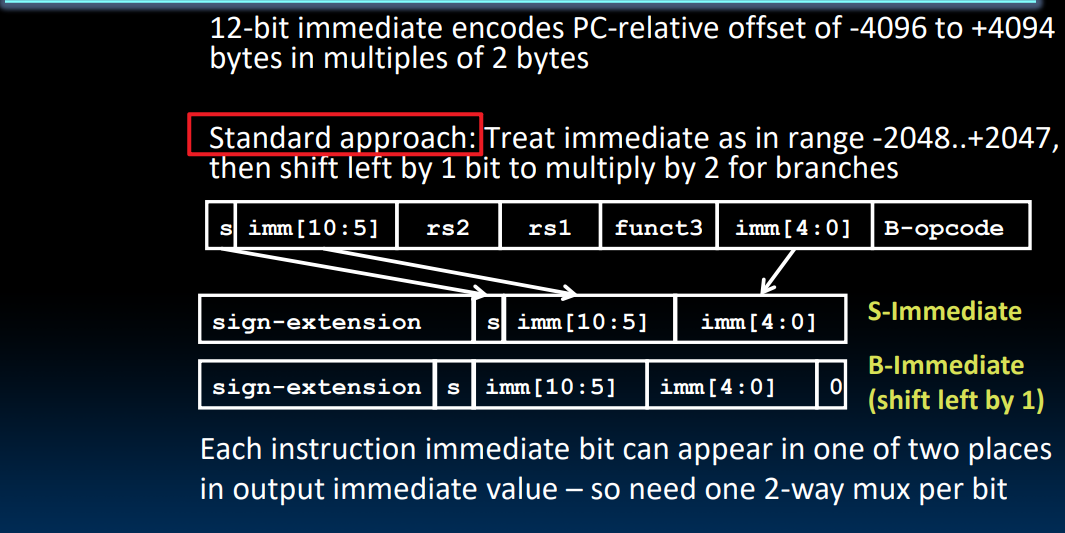 12-bit immediate encodes PC-relative offset of -4096 to +4094
bytes in multiples of 2 bytes
Standard approach: Treat immediate as in range -2048..+2047,
then shift left by 1 bit to multiply by 2 for branches
s imm[10:5] rs2 rs1 funct3 imm[4:0] B-opcode
sign-extension s imm[10:5] imm[4:0] S-Immediate
sign-extension s imm[10:5] imm[4:0] 0 B-Immediate
(shift left by 1)
Each instruction immediate bit can appear in one of two places
in output immediate value – so need one 2-way mux per bit